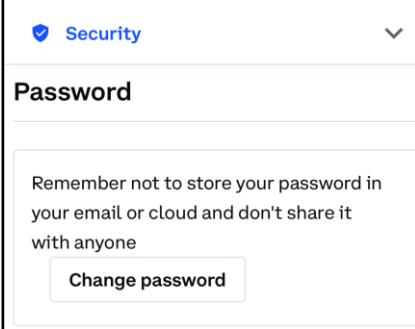 Security
Password
Remember not to store your password in
your email or cloud and don't share it
with anyone
Change password